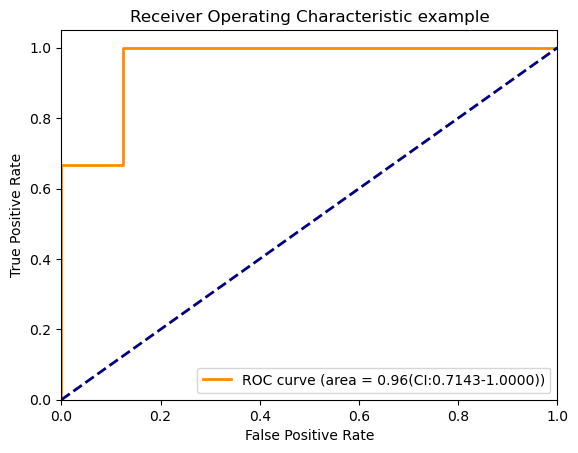 Receiver Operating Characteristic example
True Positive Rate
1.0
0.8
0.6
0.4
0.2
0.0
ROC curve (area = 0.96(CI:0.7143-1.0000))
0.0 0.2 0.4 0.6 0.8 1.0
False Positive Rate